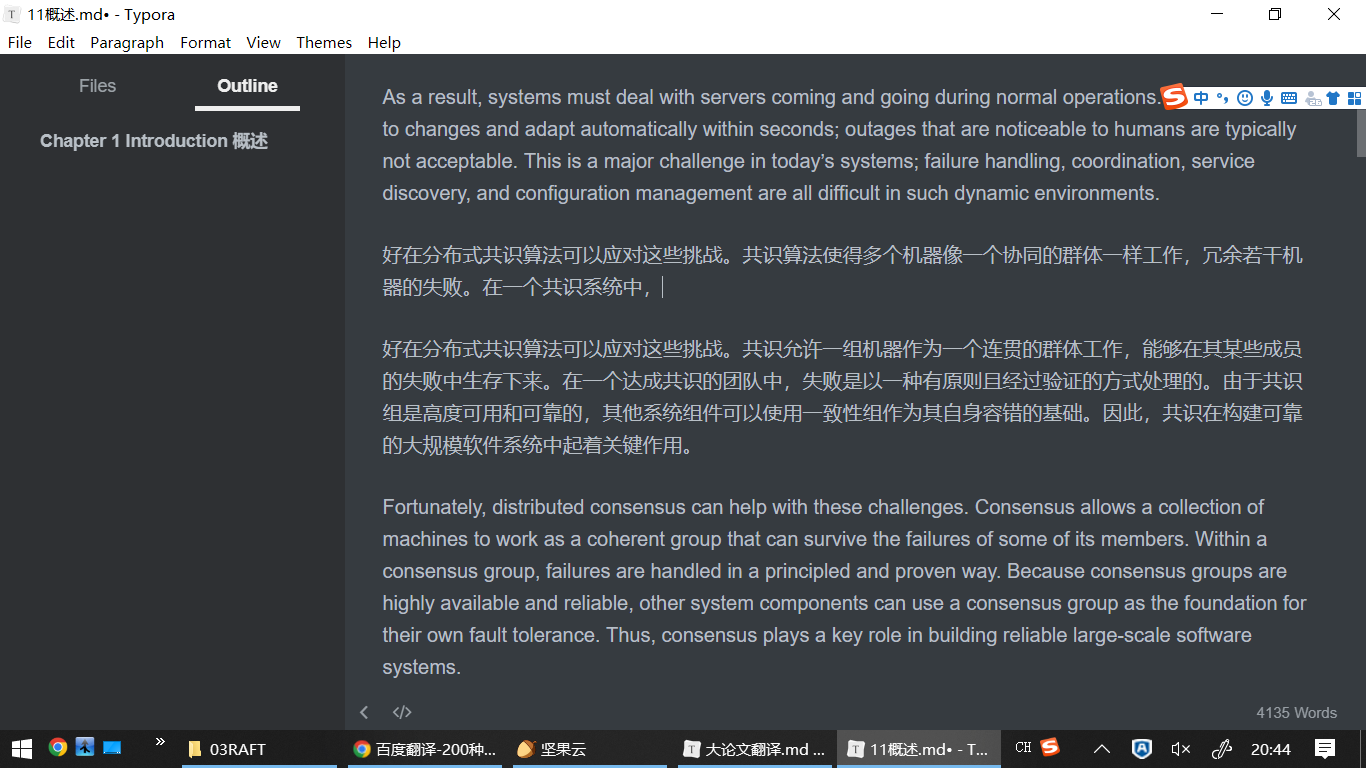 11概述.md• - Typora
File Edit Paragraph Format View Themes Help
Files Outline
Chapter 1 Introduction 概述
As a result, systems must deal with servers coming and going during normal operations.
to changes and adapt automatically within seconds; outages that are noticeable to humans are typically
not acceptable. This is a major challenge in today’s systems; failure handling, coordination, service
discovery, and configuration management are all difficult in such dynamic environments.
好在分布式共识算法可以应对这些挑战。共识算法使得多个机器像一个协同的群体一样工作，冗余若干机
器的失败。在一个共识系统中，
好在分布式共识算法可以应对这些挑战。共识允许一组机器作为一个连贯的群体工作，能够在其某些成员
的失败中生存下来。在一个达成共识的团队中，失败是以一种有原则且经过验证的方式处理的。由于共识
组是高度可用和可靠的，其他系统组件可以使用一致性组作为其自身容错的基础。因此，共识在构建可靠
的大规模软件系统中起着关键作用。
Fortunately, distributed consensus can help with these challenges. Consensus allows a collection of
machines to work as a coherent group that can survive the failures of some of its members. Within a
consensus group, failures are handled in a principled and proven way. Because consensus groups are
highly available and reliable, other system components can use a consensus group as the foundation for
their own fault tolerance. Thus, consensus plays a key role in building reliable large-scale software
systems.
4135 Words
03RAFT 百度翻译-200种... 坚果云 大论文翻译.md ... 11概述.md• - T... CH 20:44